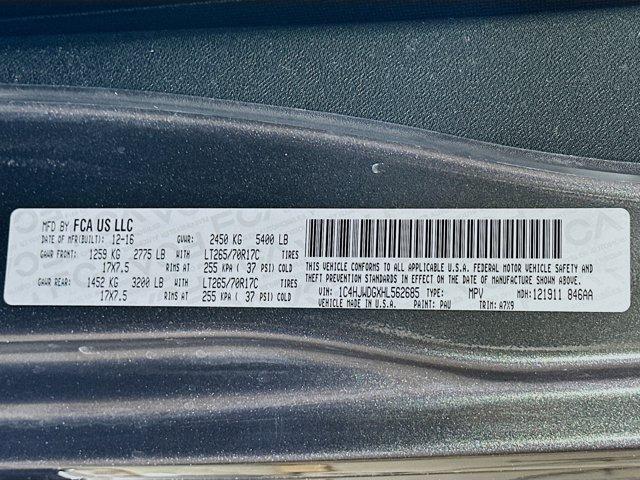 MFD BY FCA US LLC
DATE OF MFR(BUILT): 12-16 GVWR: 2450 KG 5400 LB
GAWR FRONT: 1259 KG 2775 LB WITH LT265/70R17C TIRES
17X7.5 RIMS AT 255 KPA ( 37 PSI) COLD
GAWR REAR: 1452 KG 3200 LB WITH LT265/70R17C TIRES
17X7.5 RIMS AT 255 KPA ( 37 PSI) COLD
THIS VEHICLE CONFORMS TO ALL APPLICABLE U.S.A. FEDERAL MOTOR VEHICLE SAFETY AND
THEFT PREVENTION STANDARDS IN EFFECT ON THE DATE OF MANUFACTURE SHOWN ABOVE.
VIN: 1C4HJWDGXHL562685 TYPE: MPV MDH: 121911 846AA
VEHICLE MADE IN U.S.A. PAINT: PAU TRIM: A7X9